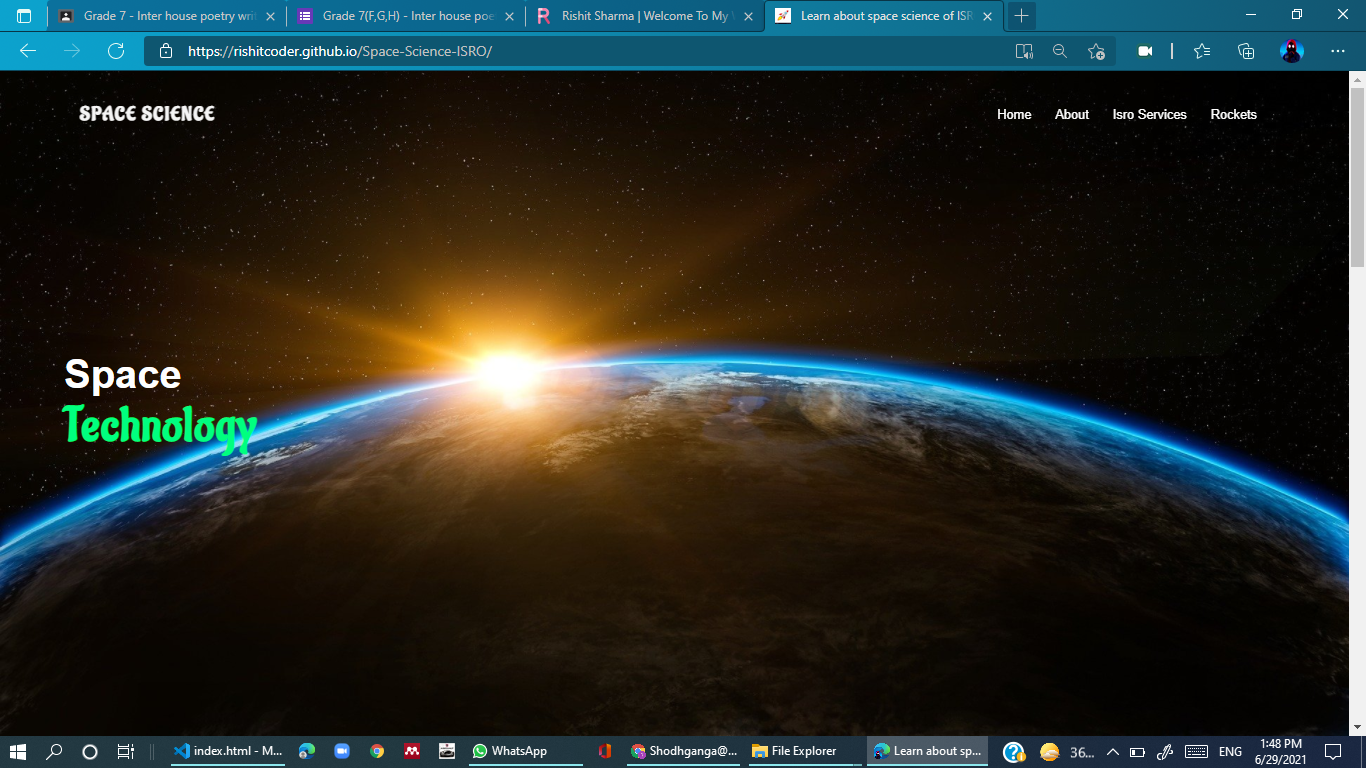 Grade 7 - Inter house poetry writ
Grade 7(F,G,H) - Inter house poe
Rishit Sharma | Welcome To My
Learn about space science of ISR
https://rishitcoder.github.io/Space-Science-ISRO/
SPACE SCIENCE
Home
About
Isro Services
Rockets
Space
Technology
index.html - M...
WhatsApp
Shodhganga@...
File Explorer
Learn about sp...
36...
ENG
1:48 PM
6/29/2021